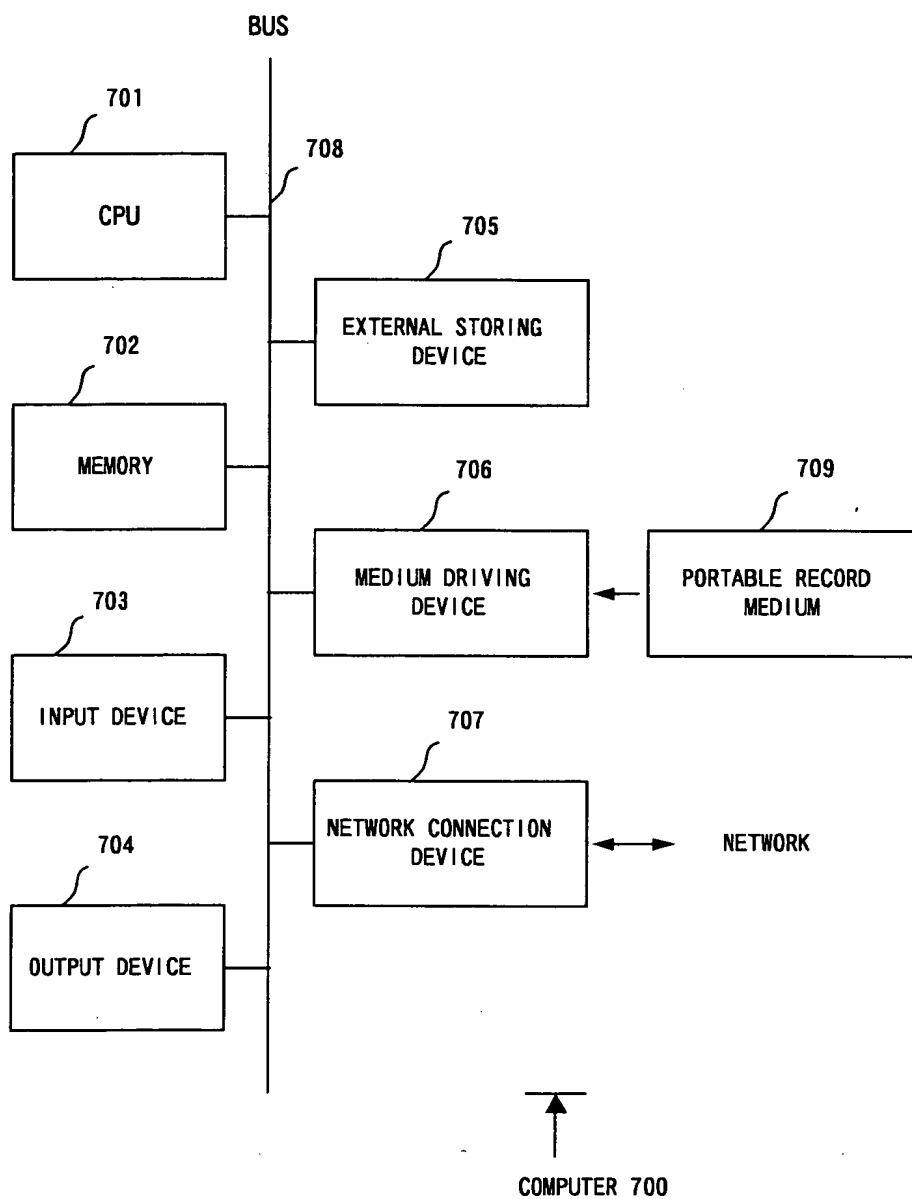 BUS
701
708
CPU
705
EXTERNAL STORING
DEVICE
702
MEMORY
706
709
MEDIUM DRIVING
DEVICE
PORTABLE RECORD
MEDIUM
703
INPUT DEVICE
707
NETWORK CONNECTION
DEVICE
NETWORK
704
OUTPUT DEVICE
COMPUTER 700